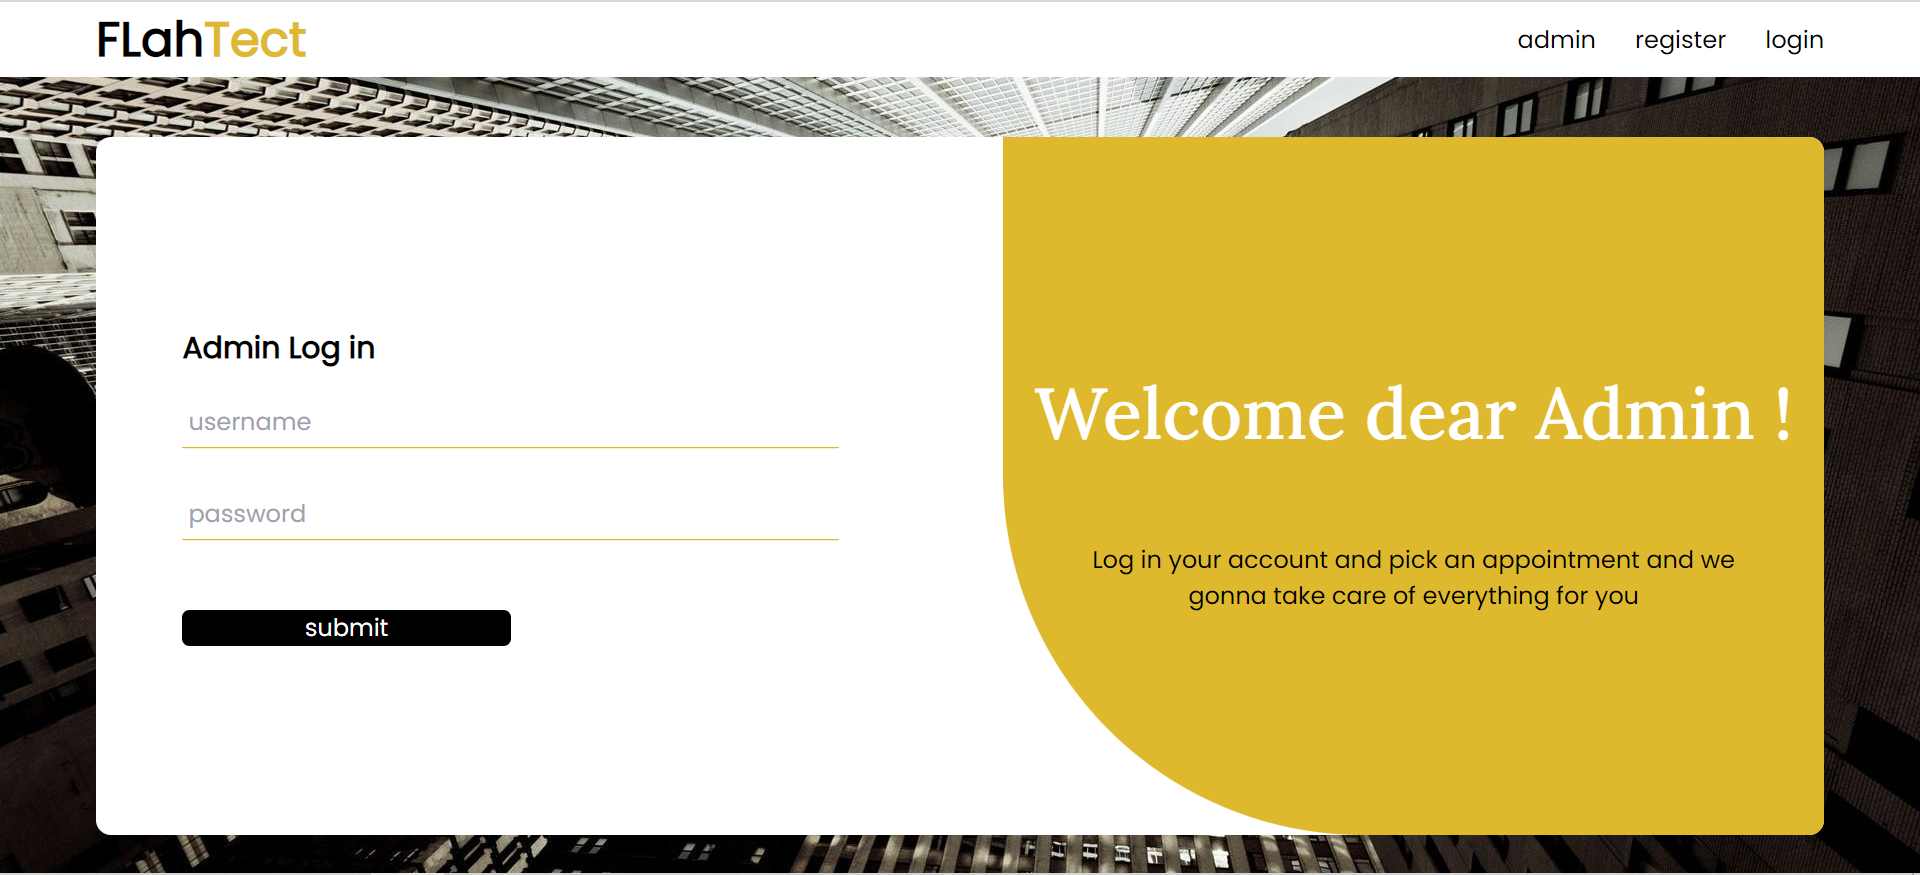 FLahTect
admin register login
Admin Log in
username
password
submit
Welcome dear Admin !
Log in your account and pick an appointment and we
gonna take care of everything for you